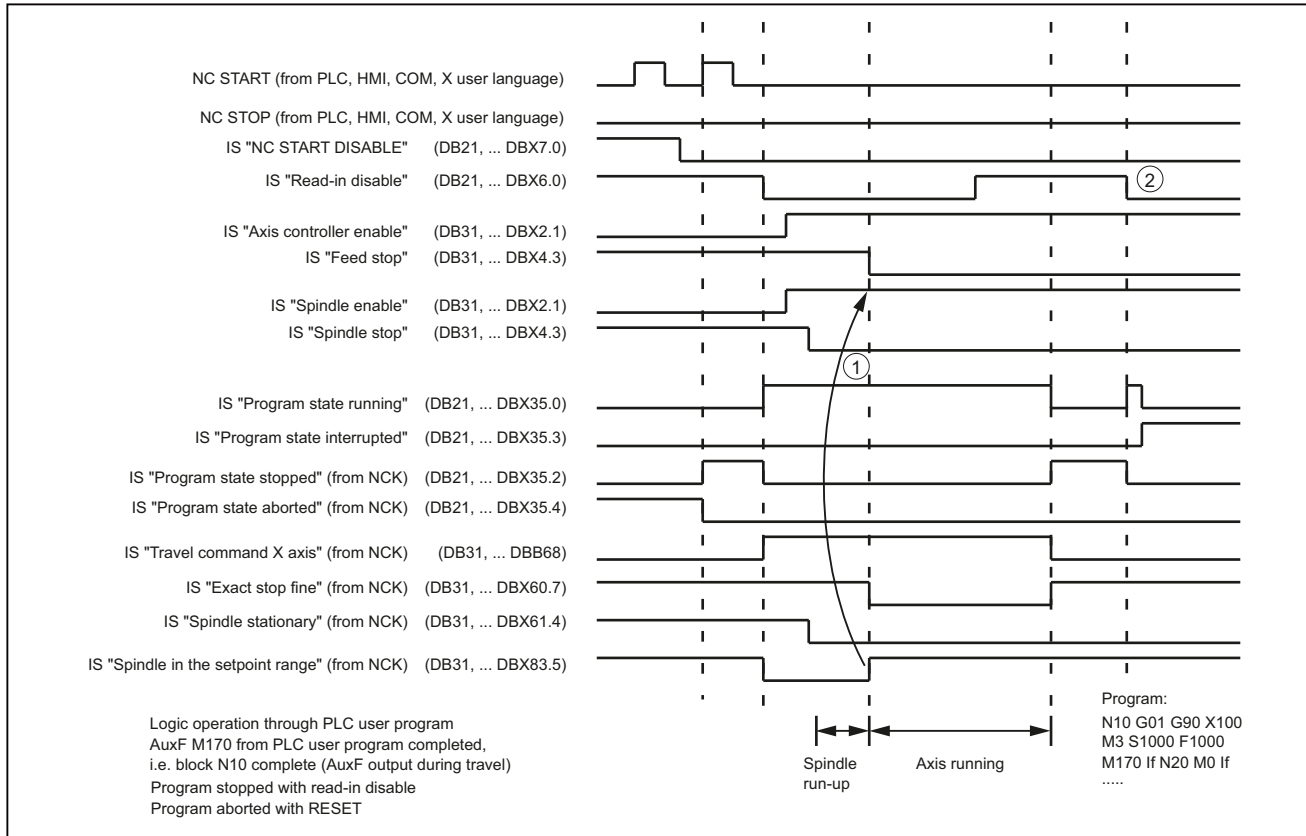 NC START (from PLC, HMI, COM, X user language)
NC STOP (from PLC, HMI, COM, X user language)
IS "NC START DISABLE" (DB21, ... DBX7.0)
IS "Read-in disable" (DB21, ... DBX6.0)
2
IS "Axis controller enable" (DB31, ... DBX2.1)
IS "Feed stop" (DB31, ... DBX4.3)
IS "Spindle enable" (DB31, ... DBX2.1)
IS "Spindle stop" (DB31, ... DBX4.3)
1
IS "Program state running" (DB21, ... DBX35.0)
IS "Program state interrupted" (DB21, ... DBX35.3)
IS "Program state stopped" (from NCK) (DB21, ... DBX35.2)
IS "Program state aborted" (from NCK) (DB21, ... DBX35.4)
IS "Travel command X axis" (from NCK) (DB31, ... DBB68)
IS "Exact stop fine" (from NCK) (DB31, ... DBX60.7)
IS "Spindle stationary" (from NCK) (DB31, ... DBX61.4)
IS "Spindle in the setpoint range" (from NCK) (DB31, ... DBX83.5)
Logic operation through PLC user program
AuxF M170 from PLC user program completed,
i.e. block N10 complete (AuxF output during travel)
Program stopped with read-in disable
Program aborted with RESET
Spindle
run-up
Axis running
Program:
N10 G01 G90 X100
M3 S1000 F1000
M170 If N20 M0 If
.....